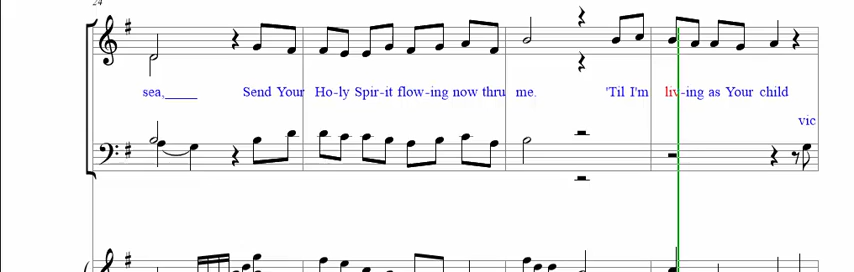 24
sea,_____ Send Your Ho-ly Spir-it flow-ing now thru me. 'Til I'm liv-ing as Your child
vic